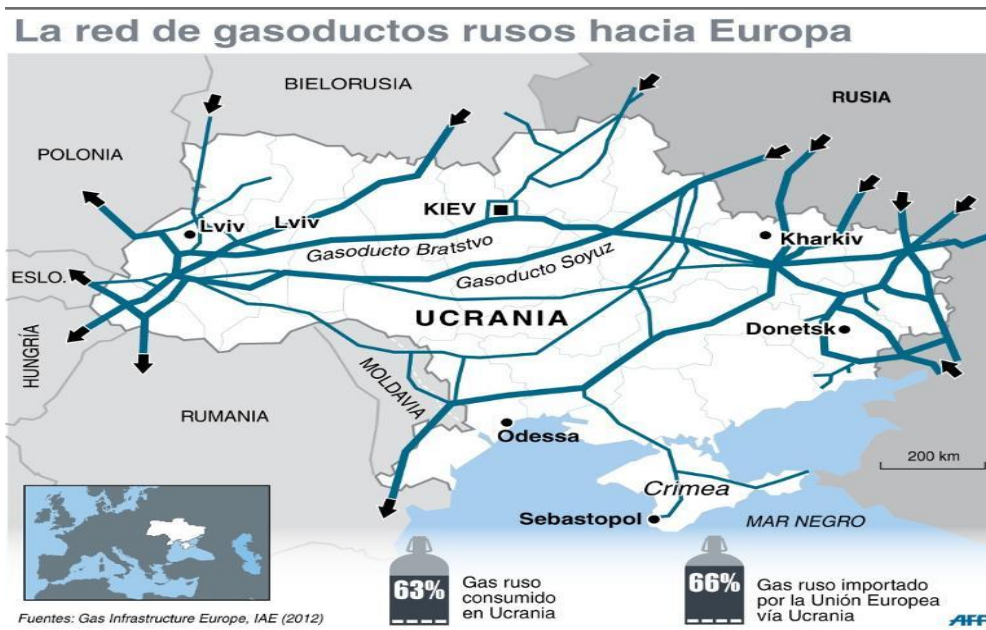 La red de gasoductos rusos hacia Europa
BIELORUSIA
RUSIA
POLONIA
KIEV
Lviv
Lviv
Kharkiv
Gasoducto Bratstvo
Gasoducto Soyuz
ESLO.
UCRANIA
Donetsk
HUNGRÍA
MOLDAVIA
RUMANIA
Odessa
200 km
Crimea
Sebastopol
MAR NEGRO
63%
Gas ruso
consumido
en Ucrania
66%
Gas ruso importado
por la Unión Europea
vía Ucrania
Fuentes: Gas Infrastructure Europe, IAE (2012)
AFP